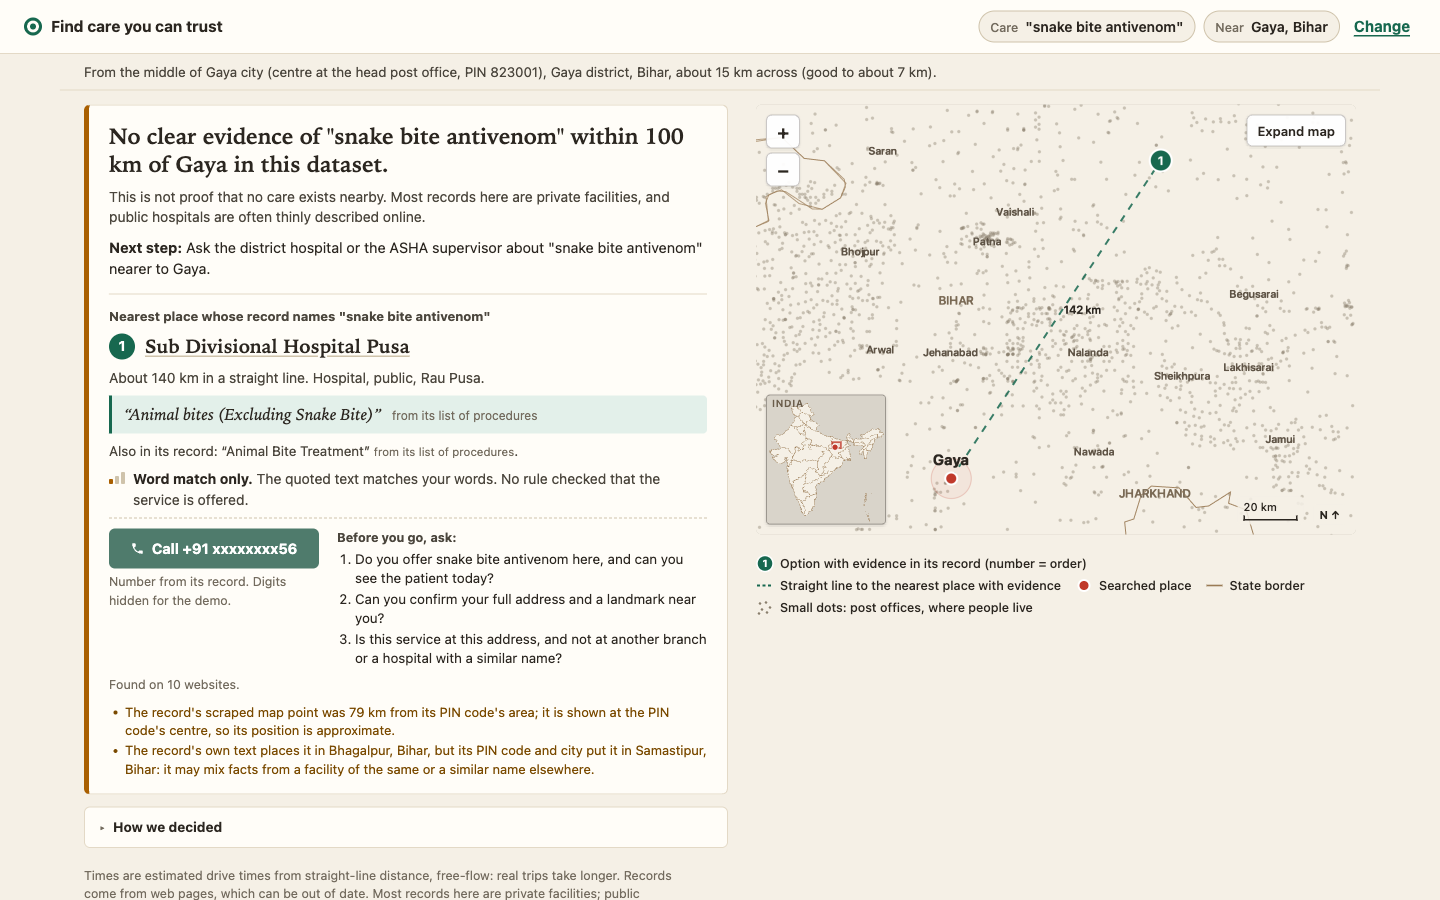 Find care you can trust
Care "snake bite antivenom"
Near Gaya, Bihar
Change
From the middle of Gaya city (centre at the head post office, PIN 823001), Gaya district, Bihar, about 15 km across (good to about 7 km).
No clear evidence of "snake bite antivenom" within 100
km of Gaya in this dataset.
This is not proof that no care exists nearby. Most records here are private facilities, and
public hospitals are often thinly described online.
Next step: Ask the district hospital or the ASHA supervisor about "snake bite antivenom"
nearer to Gaya.
Nearest place whose record names "snake bite antivenom"
1 Sub Divisional Hospital Pusa
About 140 km in a straight line. Hospital, public, Rau Pusa.
“Animal bites (Excluding Snake Bite)” from its list of procedures
Also in its record: “Animal Bite Treatment” from its list of procedures.
Word match only. The quoted text matches your words. No rule checked that the
service is offered.
Call +91 xxxxxxxx56
Number from its record. Digits
hidden for the demo.
Before you go, ask:
1. Do you offer snake bite antivenom here, and can you
see the patient today?
2. Can you confirm your full address and a landmark near
you?
3. Is this service at this address, and not at another branch
or a hospital with a similar name?
Found on 10 websites.
• The record's scraped map point was 79 km from its PIN code's area; it is shown at the PIN
code's centre, so its position is approximate.
• The record's own text places it in Bhagalpur, Bihar, but its PIN code and city put it in Samastipur,
Bihar: it may mix facts from a facility of the same or a similar name elsewhere.
▸ How we decided
Times are estimated drive times from straight-line distance, free-flow: real trips take longer. Records
come from web pages, which can be out of date. Most records here are private facilities; public
+
−
Expand map
1
Saran
Vaishali
Patna
Bhojpur
BIHAR
Begusarai
142 km
Arwal
Jehanabad
Nalanda
Lakhisarai
Sheikhpura
INDIA
Jamui
Nawada
Gaya
JHARKHAND
20 km
N ↑
1 Option with evidence in its record (number = order)
Straight line to the nearest place with evidence
Searched place
State border
Small dots: post offices, where people live